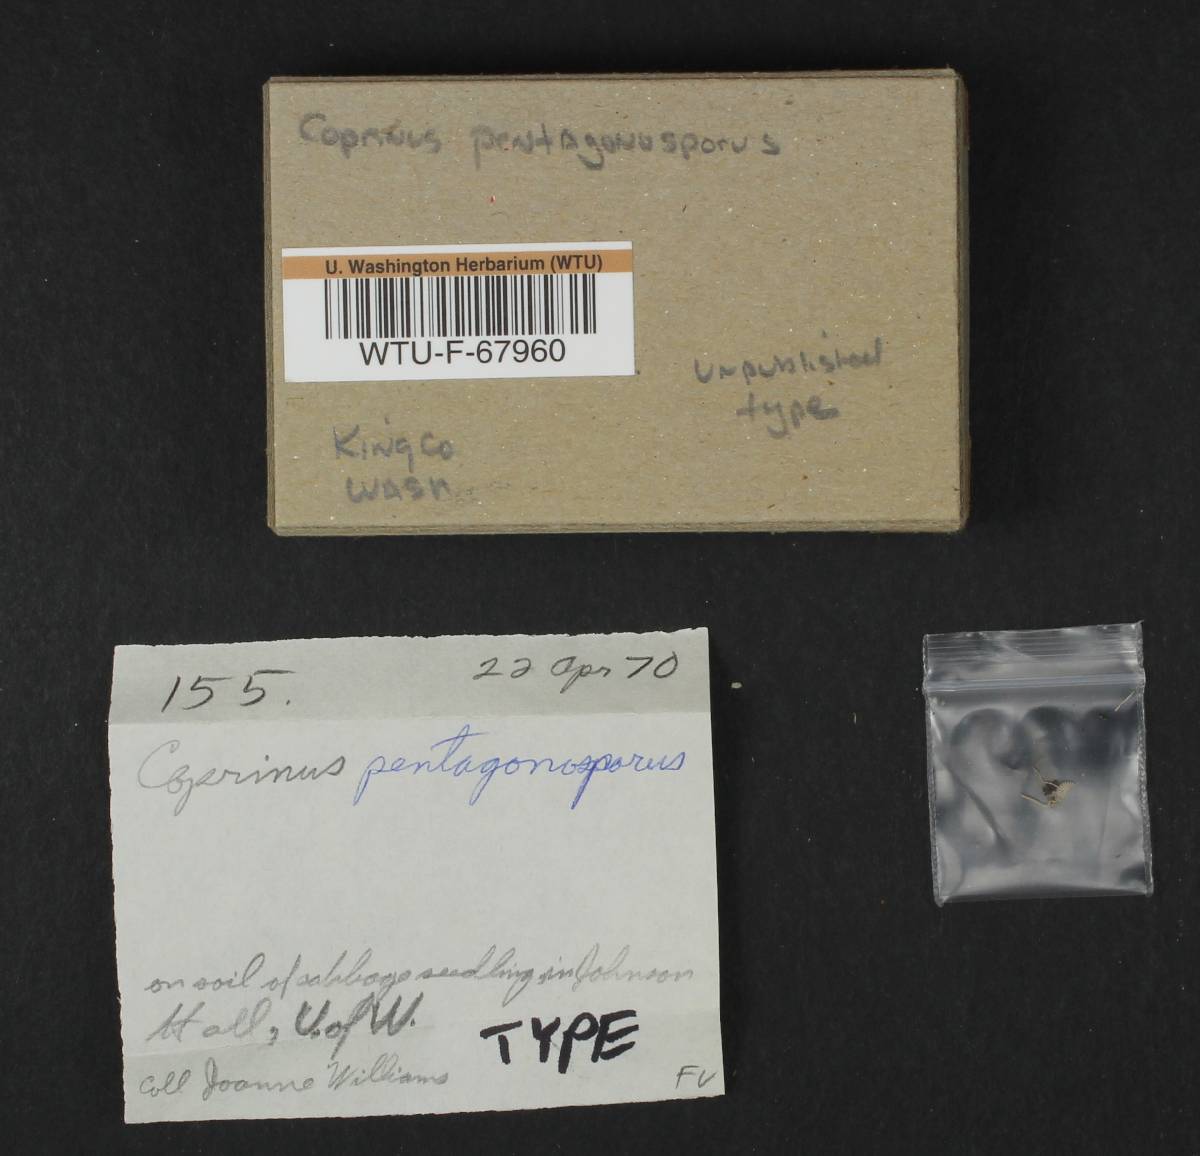 Coprinus pentagonosporus
U. Washington Herbarium (WTU)
WTU-F-67960
Unpublished
type
King Co
Wash
155. 22 Apr 70
Coprinus pentagonosporus
on soil of cabbage seedling in Johnson
Hall, U. of W.
TYPE
Coll Joanne Williams
FV